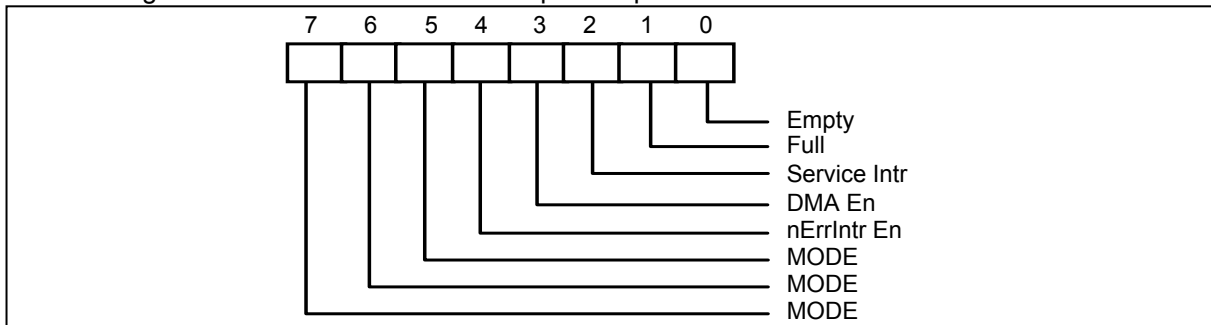 7 6 5 4 3 2 1 0
Empty
Full
Service Intr
DMA En
nErrIntr En
MODE
MODE
MODE